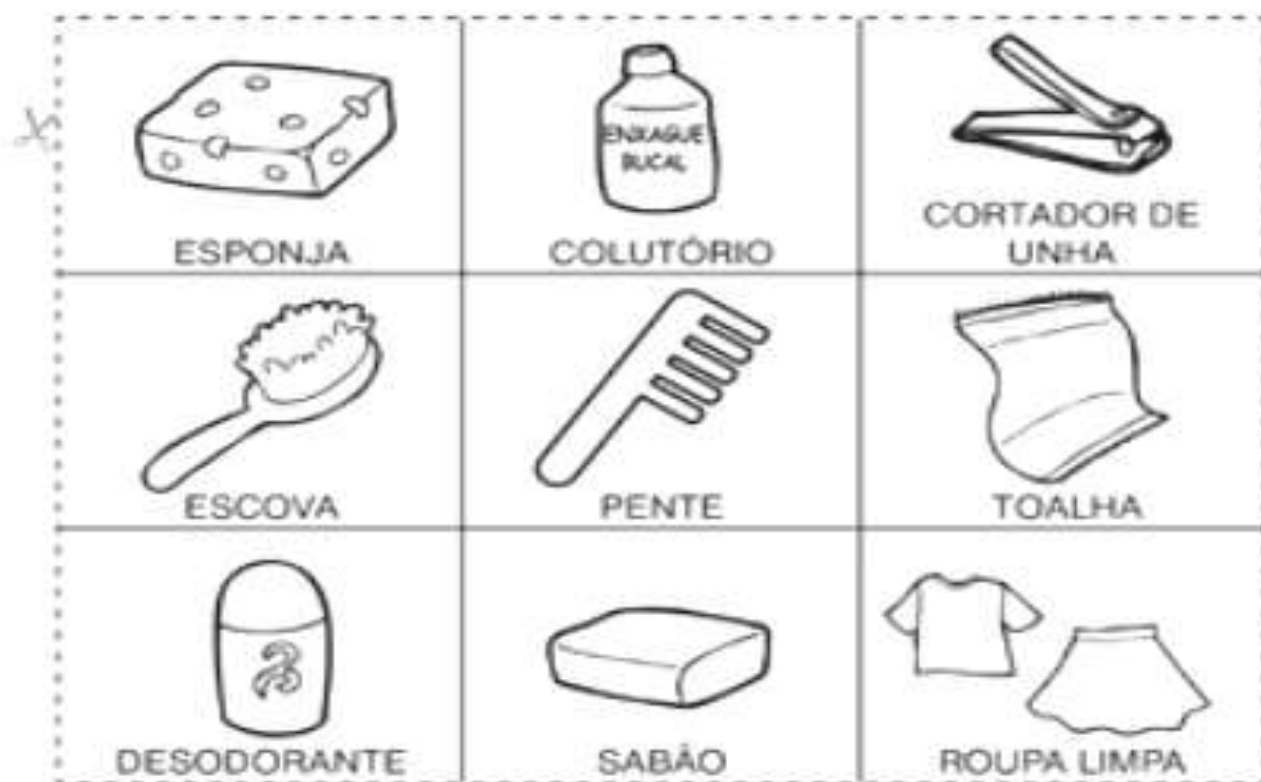 ENXAGUE
BUCAL
ESPONJA
COLUTÓRIO
CORTADOR DE
UNHA
ESCOVA
PENTE
TOALHA
DESODORANTE
SABÃO
ROUPA LIMPA